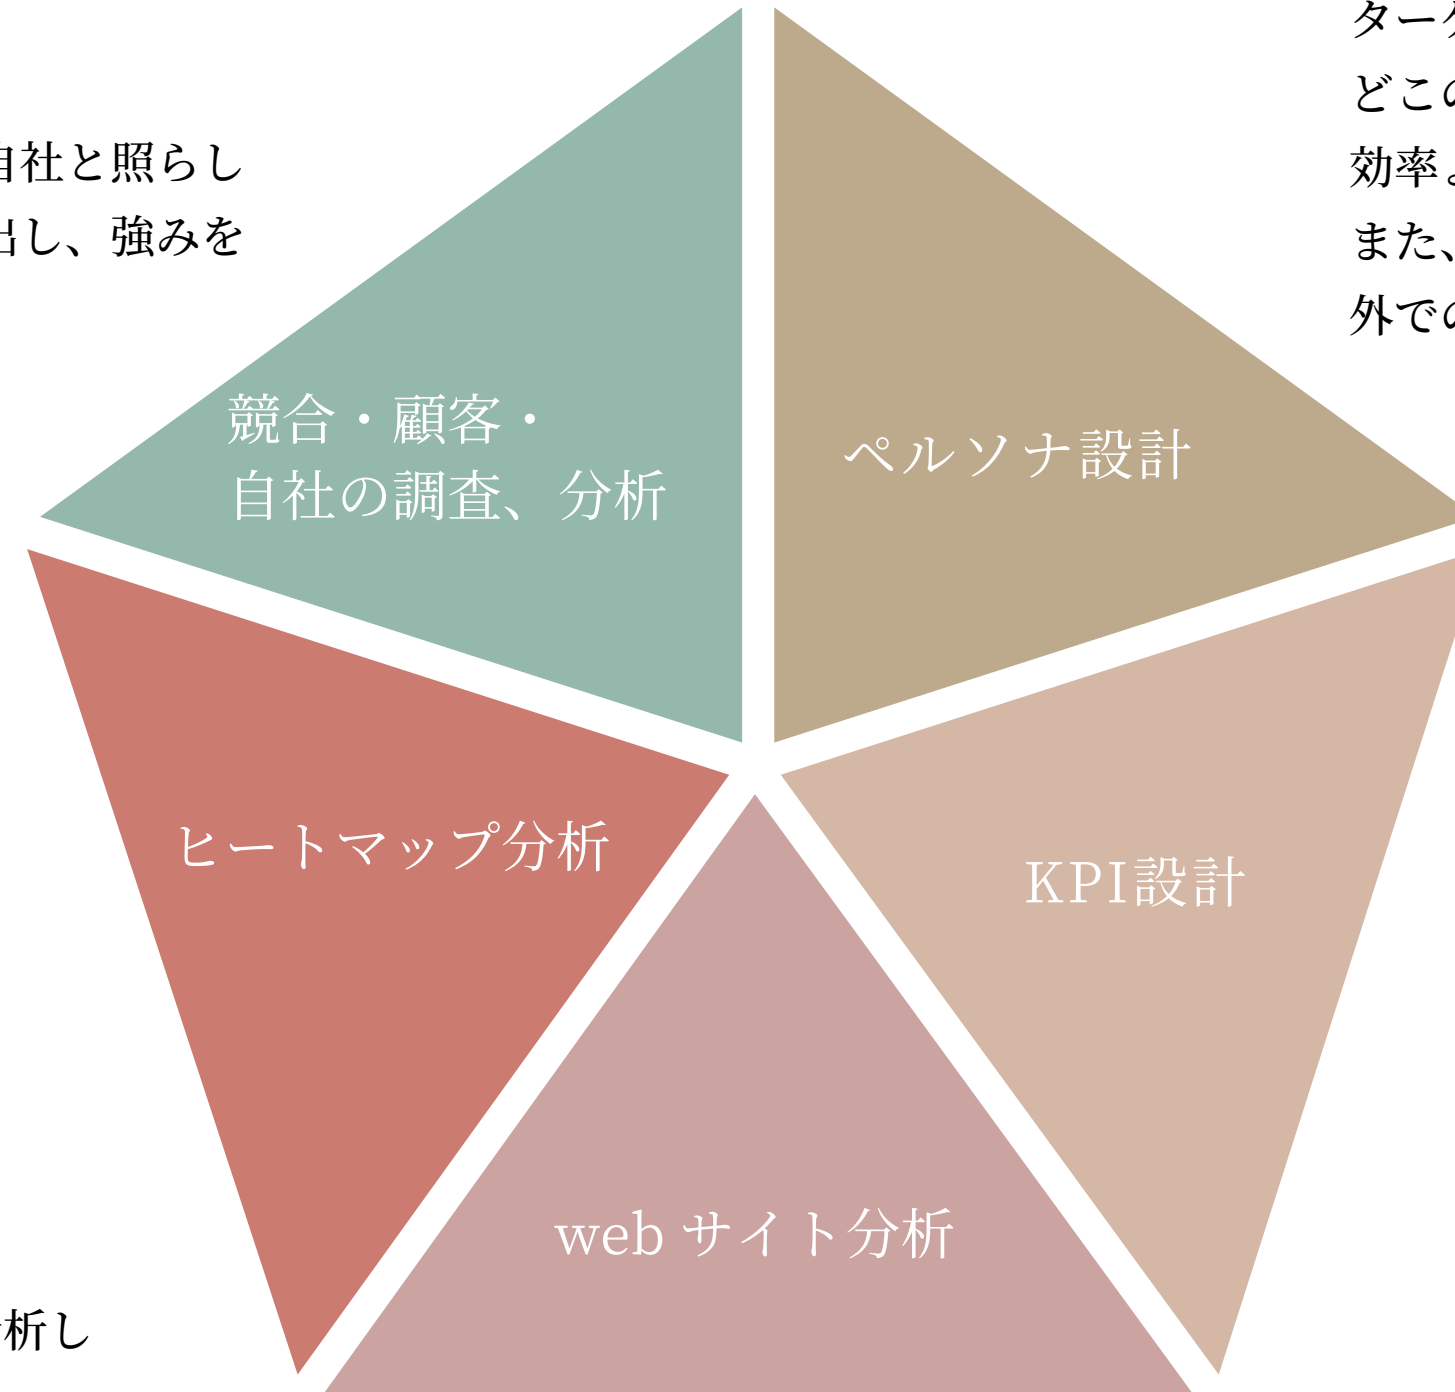 自社と照らし
出し、強みを
競合・顧客・
自社の調査、分析
ペルソナ設計
ター
どこの
効率
また、
外での
ヒートマップ分析
KPI設計
web サイト分析
析し